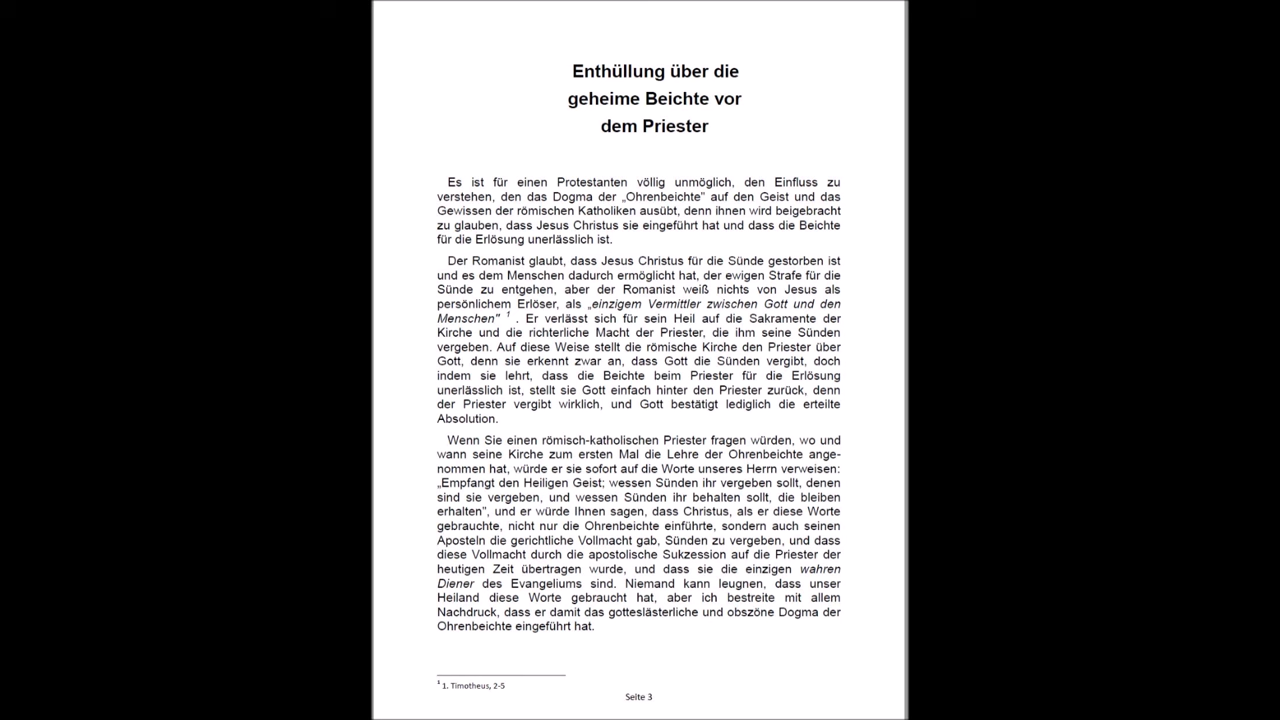 Enthüllung über die
geheime Beichte vor
dem Priester
Es ist für einen Protestanten völlig unmöglich, den Einfluss zu
verstehen, den das Dogma der „Ohrenbeichte" auf den Geist und das
Gewissen der römischen Katholiken ausübt, denn ihnen wird beigebracht
zu glauben, dass Jesus Christus sie eingeführt hat und dass die Beichte
für die Erlösung unerlässlich ist.
Der Romanist glaubt, dass Jesus Christus für die Sünde gestorben ist
und es dem Menschen dadurch ermöglicht hat, der ewigen Strafe für die
Sünde zu entgehen, aber der Romanist weiß nichts von Jesus als
persönlichem Erlöser, als „einzigem Vermittler zwischen Gott und den
Menschen" 1 . Er verlässt sich für sein Heil auf die Sakramente der
Kirche und die richterliche Macht der Priester, die ihm seine Sünden
vergeben. Auf diese Weise stellt die römische Kirche den Priester über
Gott, denn sie erkennt zwar an, dass Gott die Sünden vergibt, doch
indem sie lehrt, dass die Beichte beim Priester für die Erlösung
unerlässlich ist, stellt sie Gott einfach hinter den Priester zurück, denn
der Priester vergibt wirklich, und Gott bestätigt lediglich die erteilte
Absolution.
Wenn Sie einen römisch-katholischen Priester fragen würden, wo und
wann seine Kirche zum ersten Mal die Lehre der Ohrenbeichte ange-
nommen hat, würde er sie sofort auf die Worte unseres Herrn verweisen:
„Empfangt den Heiligen Geist; wessen Sünden ihr vergeben sollt, denen
sind sie vergeben, und wessen Sünden ihr behalten sollt, die bleiben
erhalten", und er würde Ihnen sagen, dass Christus, als er diese Worte
gebrauchte, nicht nur die Ohrenbeichte einführte, sondern auch seinen
Aposteln die gerichtliche Vollmacht gab, Sünden zu vergeben, und dass
diese Vollmacht durch die apostolische Sukzession auf die Priester der
heutigen Zeit übertragen wurde, und dass sie die einzigen wahren
Diener des Evangeliums sind. Niemand kann leugnen, dass unser
Heiland diese Worte gebraucht hat, aber ich bestreite mit allem
Nachdruck, dass er damit das gotteslästerliche und obszöne Dogma der
Ohrenbeichte eingeführt hat.
1 1. Timotheus, 2-5
Seite 3